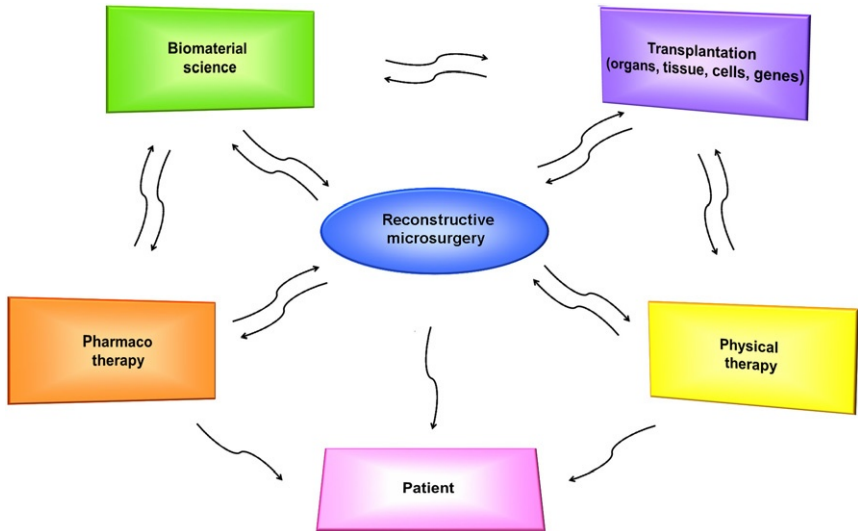 Biomaterial
science
Transplantation
(organs, tissue, cells, genes)
Reconstructive
microsurgery
Pharmaco
therapy
Physical
therapy
Patient